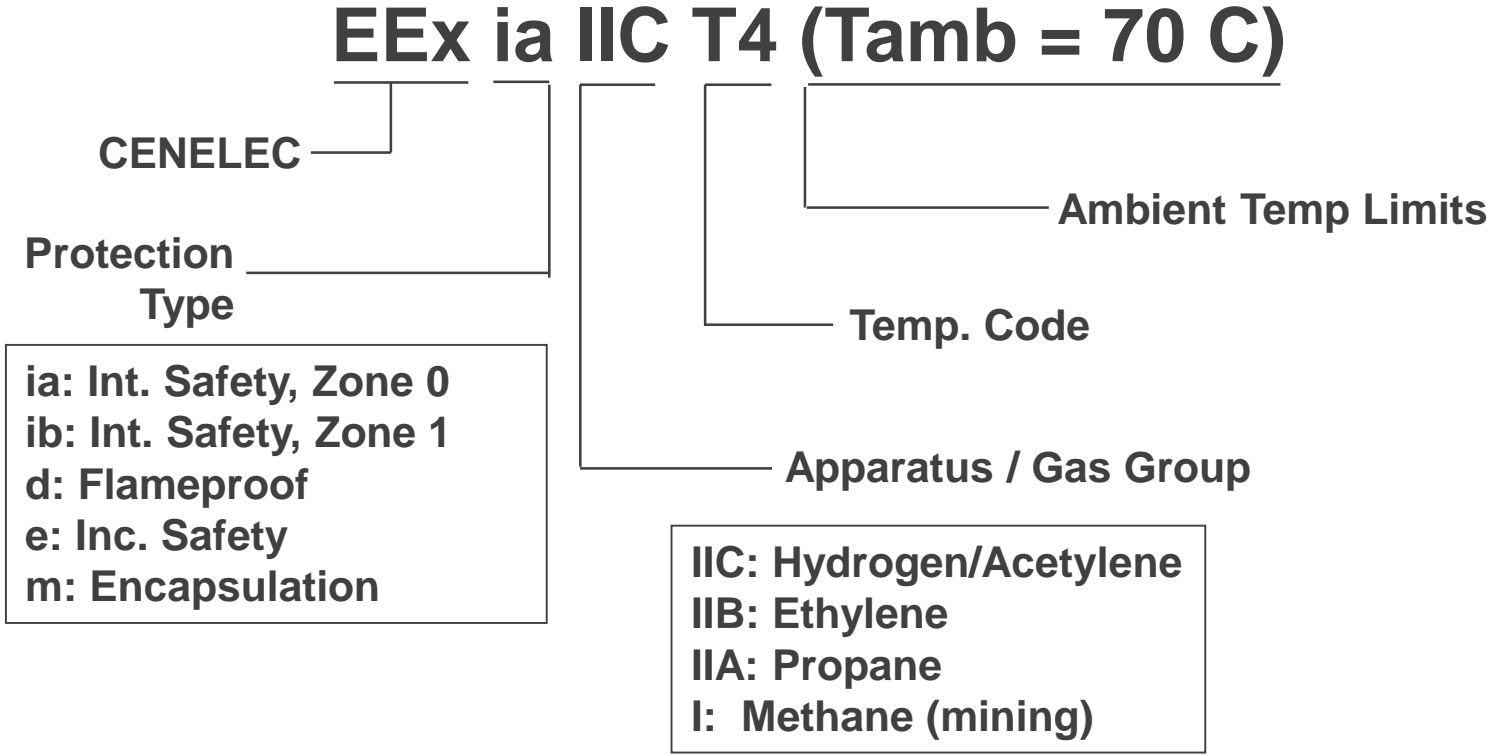 EEx ia IIC T4 (Tamb = 70 C)
CENELEC
Ambient Temp Limits
Protection
Type
Temp. Code
ia: Int. Safety, Zone 0
ib: Int. Safety, Zone 1
d: Flameproof
e: Inc. Safety
m: Encapsulation
Apparatus / Gas Group
IIC: Hydrogen/Acetylene
IIB: Ethylene
IIA: Propane
I: Methane (mining)